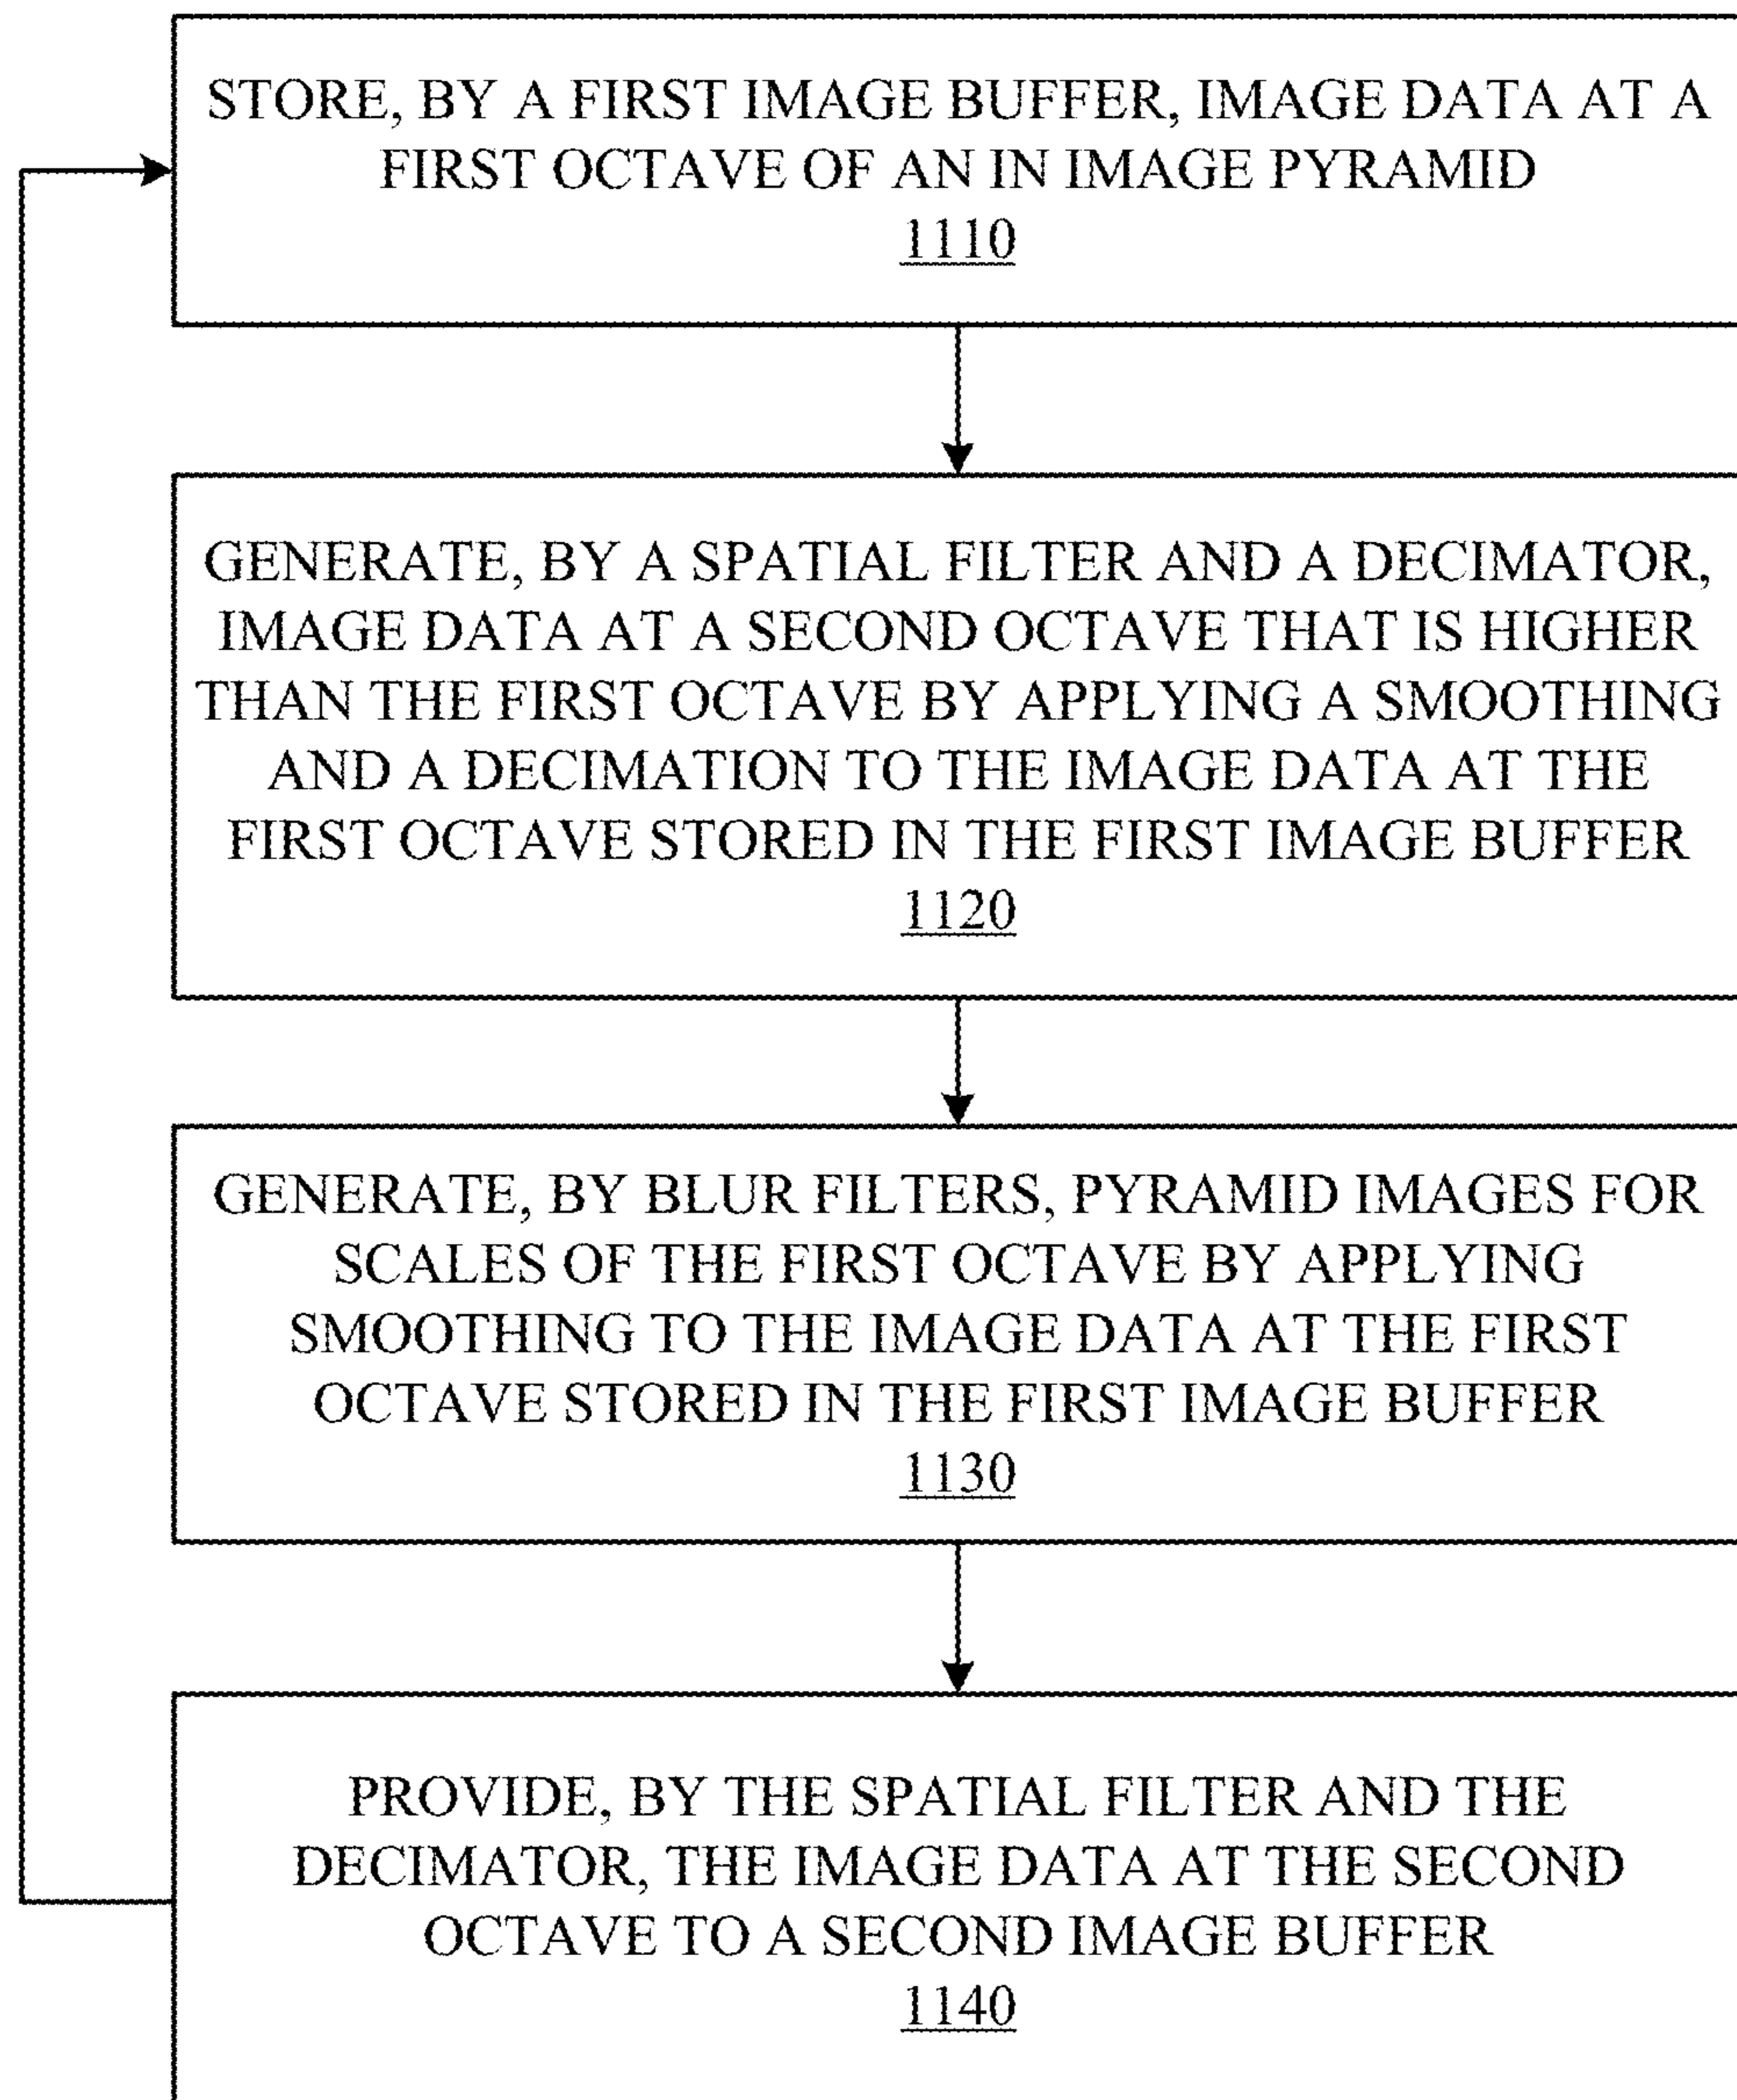 STORE, BY A FIRST IMAGE BUFFER, IMAGE DATA AT A
FIRST OCTAVE OF AN IN IMAGE PYRAMID
1110
GENERATE, BY A SPATIAL FILTER AND A DECIMATOR,
IMAGE DATA AT A SECOND OCTAVE THAT IS HIGHER
THAN THE FIRST OCTAVE BY APPLYING A SMOOTHING
AND A DECIMATION TO THE IMAGE DATA AT THE
FIRST OCTAVE STORED IN THE FIRST IMAGE BUFFER
1120
GENERATE, BY BLUR FILTERS, PYRAMID IMAGES FOR
SCALES OF THE FIRST OCTAVE BY APPLYING
SMOOTHING TO THE IMAGE DATA AT THE FIRST
OCTAVE STORED IN THE FIRST IMAGE BUFFER
1130
PROVIDE, BY THE SPATIAL FILTER AND THE
DECIMATOR, THE IMAGE DATA AT THE SECOND
OCTAVE TO A SECOND IMAGE BUFFER
1140